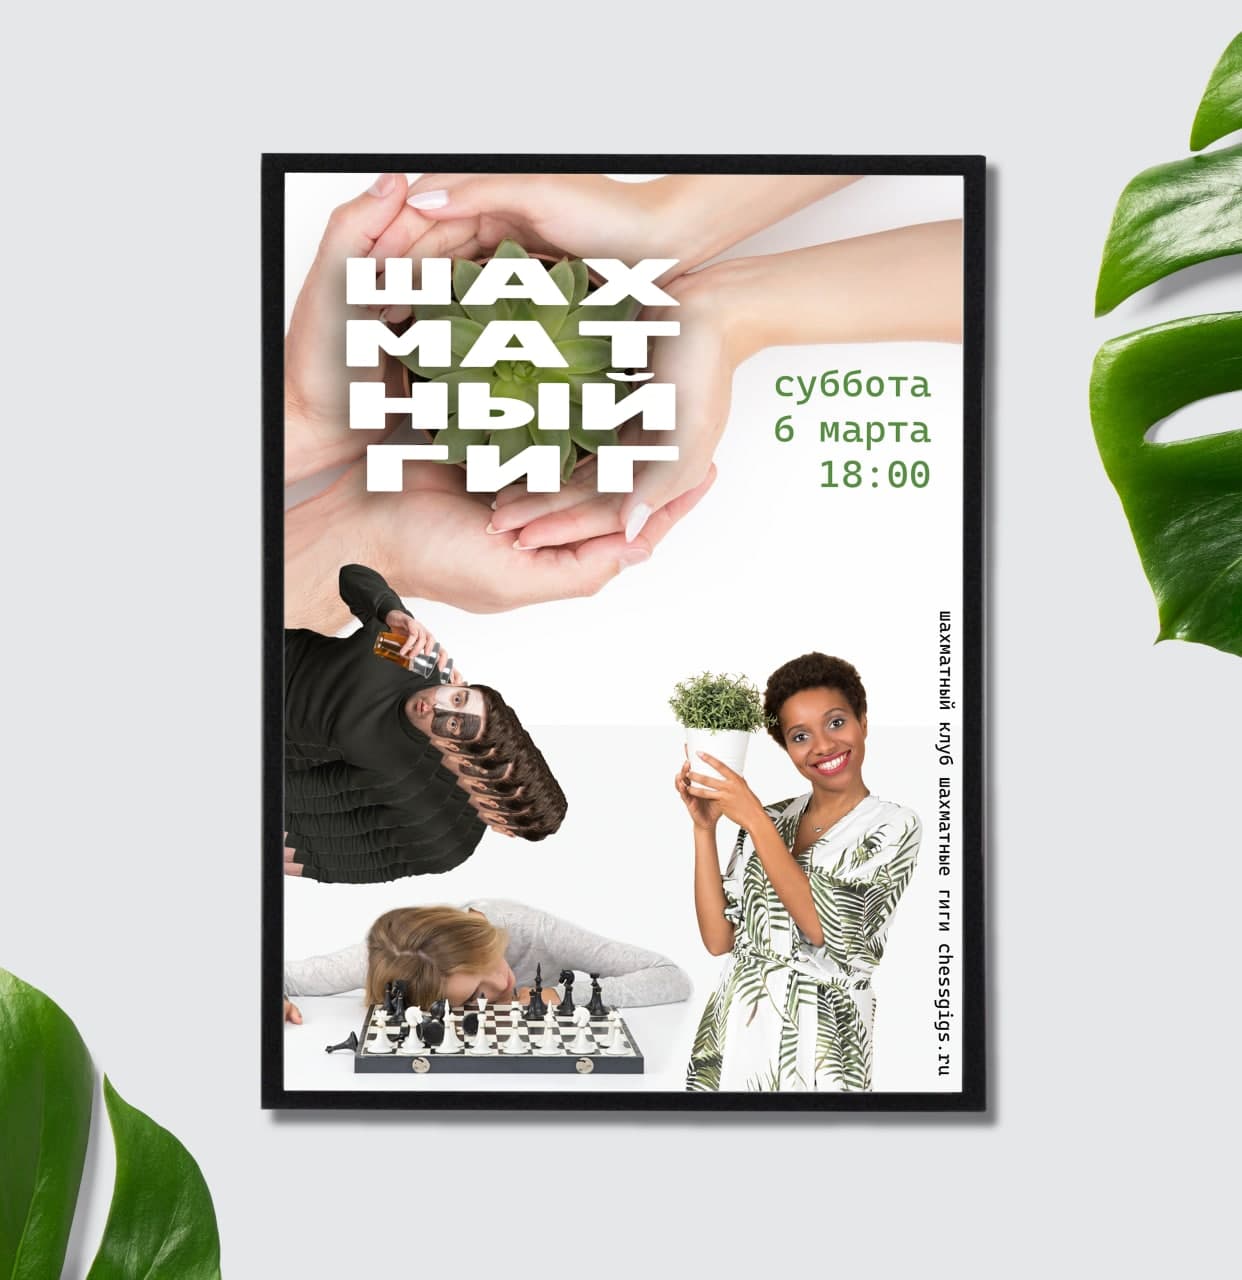 ШАХ
МАТ
НЫЙ
ГИГ
суббота
6 марта
18:00
шахматный клуб шахматные гиги chessgigs.ru